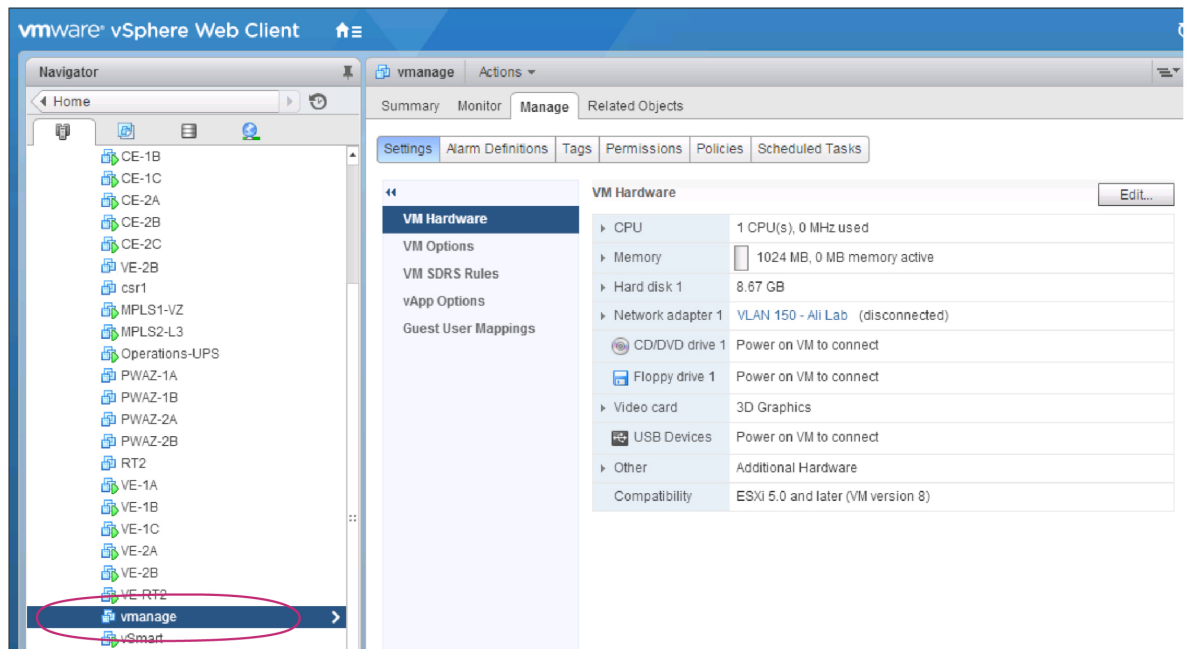 vmware® vSphere Web Client
Navigator
Home
CE-1B
CE-1C
CE-2A
CE-2B
CE-2C
VE-2B
csr1
MPLS1-VZ
MPLS2-L3
Operations-UPS
PWAZ-1A
PWAZ-1B
PWAZ-2A
PWAZ-2B
RT2
VE-1A
VE-1B
VE-1C
VE-2A
VE-2B
VE-RT2
vmanage
vSmart
vmanage Actions
Summary Monitor Manage Related Objects
Settings Alarm Definitions Tags Permissions Policies Scheduled Tasks
VM Hardware
VM Options
VM SDRS Rules
vApp Options
Guest User Mappings
VM Hardware Edit...
CPU 1 CPU(s), 0 MHz used
Memory 1024 MB, 0 MB memory active
Hard disk 1 8.67 GB
Network adapter 1 VLAN 150 - Ali Lab (disconnected)
CD/DVD drive 1 Power on VM to connect
Floppy drive 1 Power on VM to connect
Video card 3D Graphics
USB Devices Power on VM to connect
Other Additional Hardware
Compatibility ESXi 5.0 and later (VM version 8)